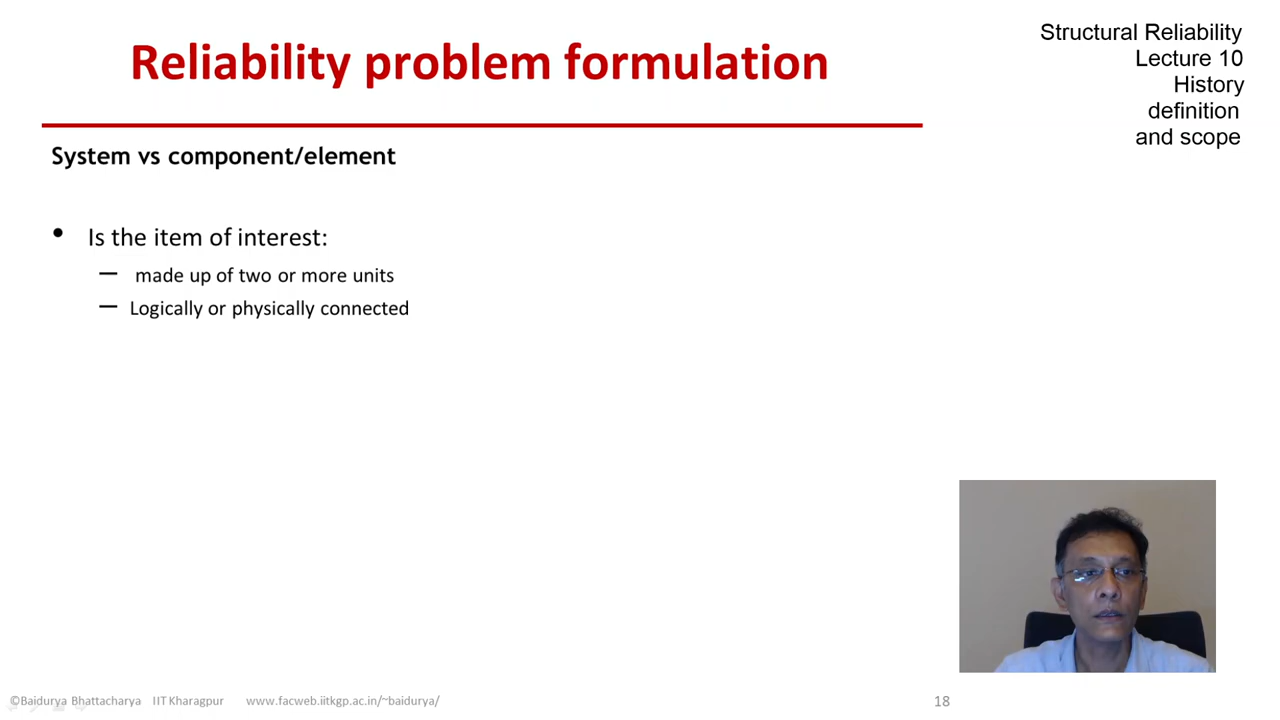 Reliability problem formulation
Structural Reliability
Lecture 10
History
definition
and scope
System vs component/element
• Is the item of interest:
— made up of two or more units
— Logically or physically connected
©Baidurya Bhattacharya IIT Kharagpur www.facweb.iitkgp.ac.in/~baidurya/
18